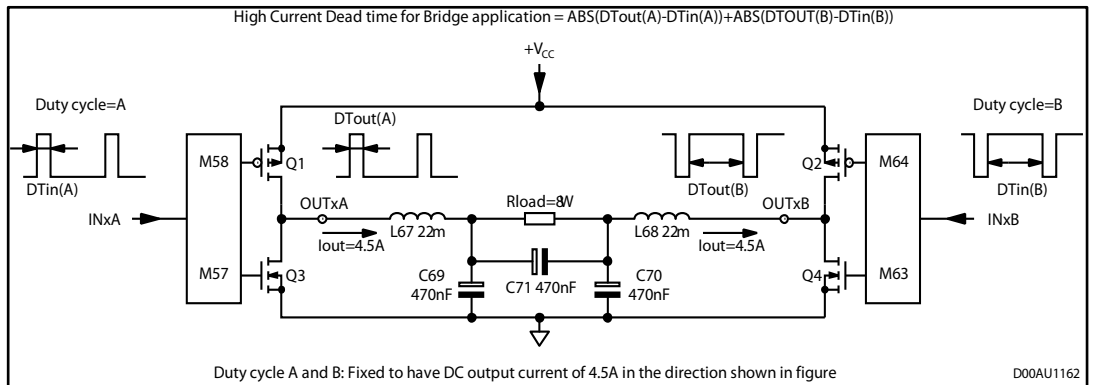 High Current Dead time for Bridge application = ABS(DTout(A)-DTin(A))+ABS(DTOUT(B)-DTin(B))
+VCC
Duty cycle=A
DTout(A)
DTout(B)
Duty cycle=B
M58
Q1
Q2
M64
DTin(A)
DTin(B)
INxA
OUTxA
Rload=8W
OUTxB
INxB
L67 22m
L68 22m
Iout=4.5A
Iout=4.5A
M57
Q3
C69
470nF
C71 470nF
C70
470nF
Q4
M63
Duty cycle A and B: Fixed to have DC output current of 4.5A in the direction shown in figure
D00AU1162